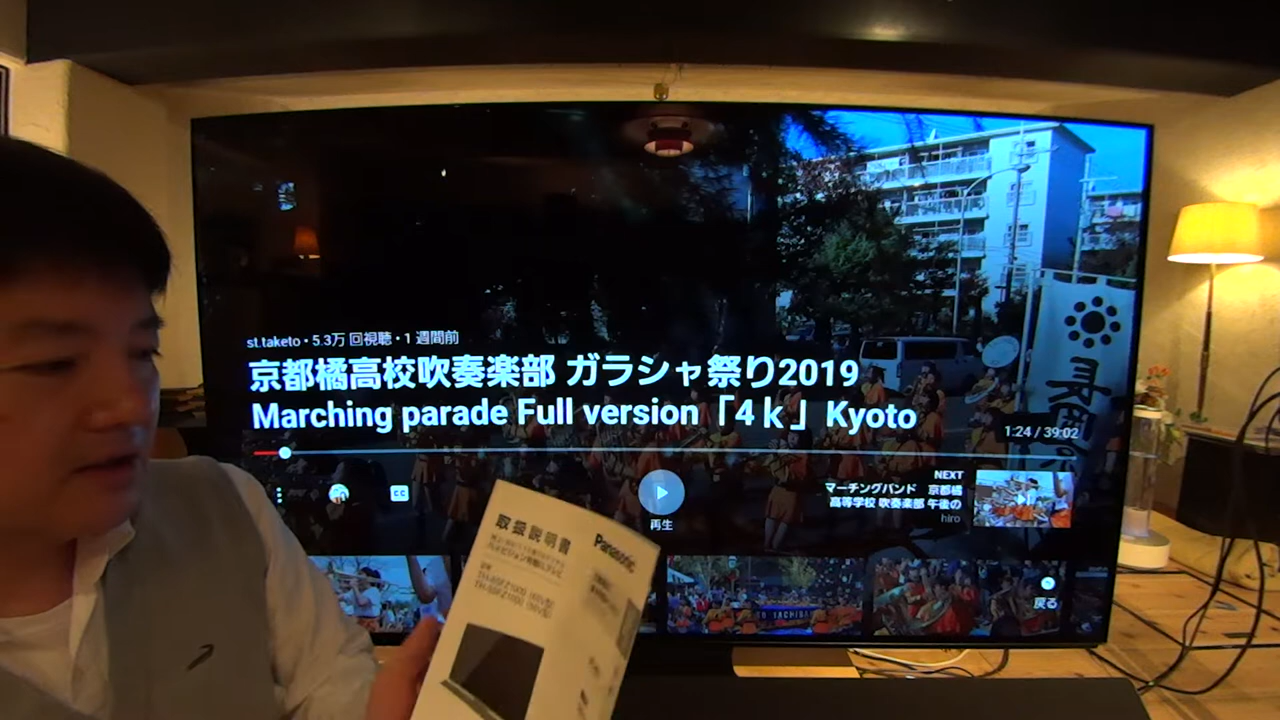 st.taketo・5.3万 回視聴・1 週間前
京都橘高校吹奏楽部 ガラシャ祭り2019
Marching parade Full version「4ｋ」Kyoto
1:24 / 39:02
NEXT
マーチングバンド 京都橘
高等学校 吹奏楽部 午後の
hiro
CC
再生
戻る
取扱説明書
Panasonic